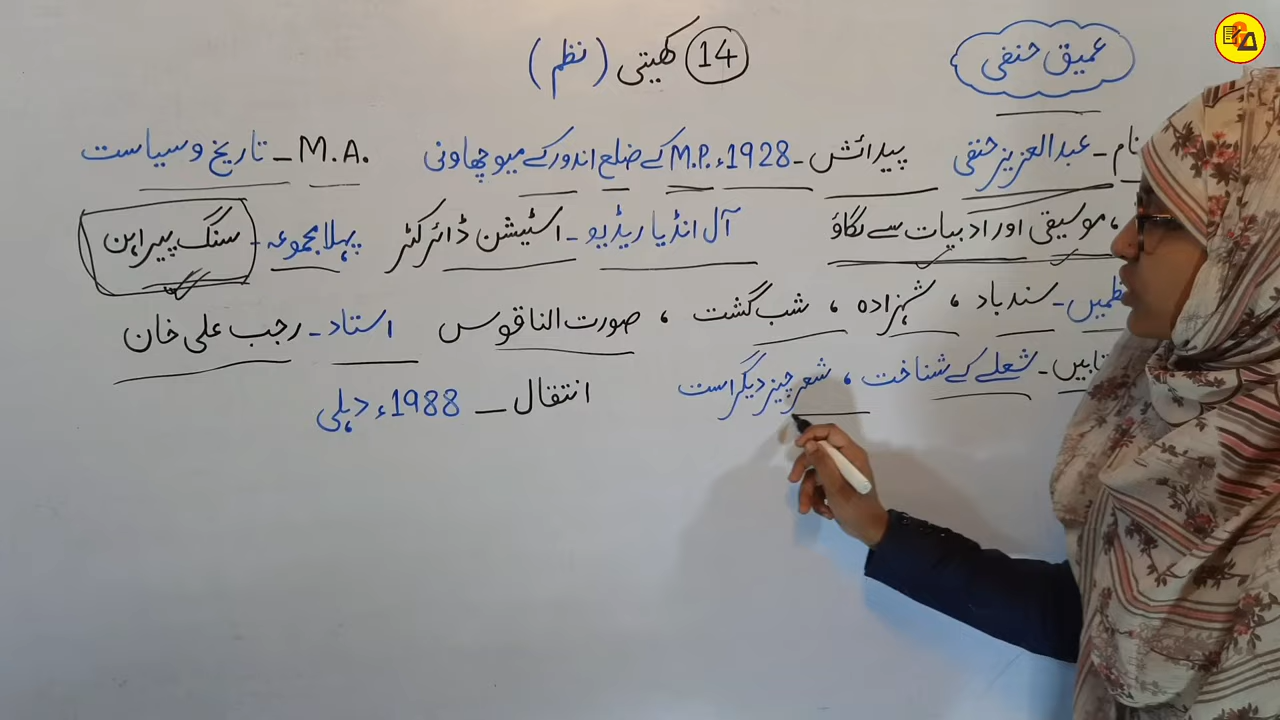 14 کھیتی (نظم)
عمیق حنفی
نام - عبدالعزیز حنفی پیدائش - 1928ء M.P. کے ضلع اندور کے میو چھاونی M.A. - تاریخ و سیاست
، موسیقی اور ادبیات سے لگاؤ آل انڈیا ریڈیو - اسٹیشن ڈائرکٹر پہلا مجموعہ - سنگ پیراہن
نظمیں - سندباد ، شہزادہ ، شب گشت ، صورت الناقوس استاد - رجب علی خان
تابیں - شعلے کے شناخت ، شعر چیز دیگر است
انتقال - 1988ء دہلی